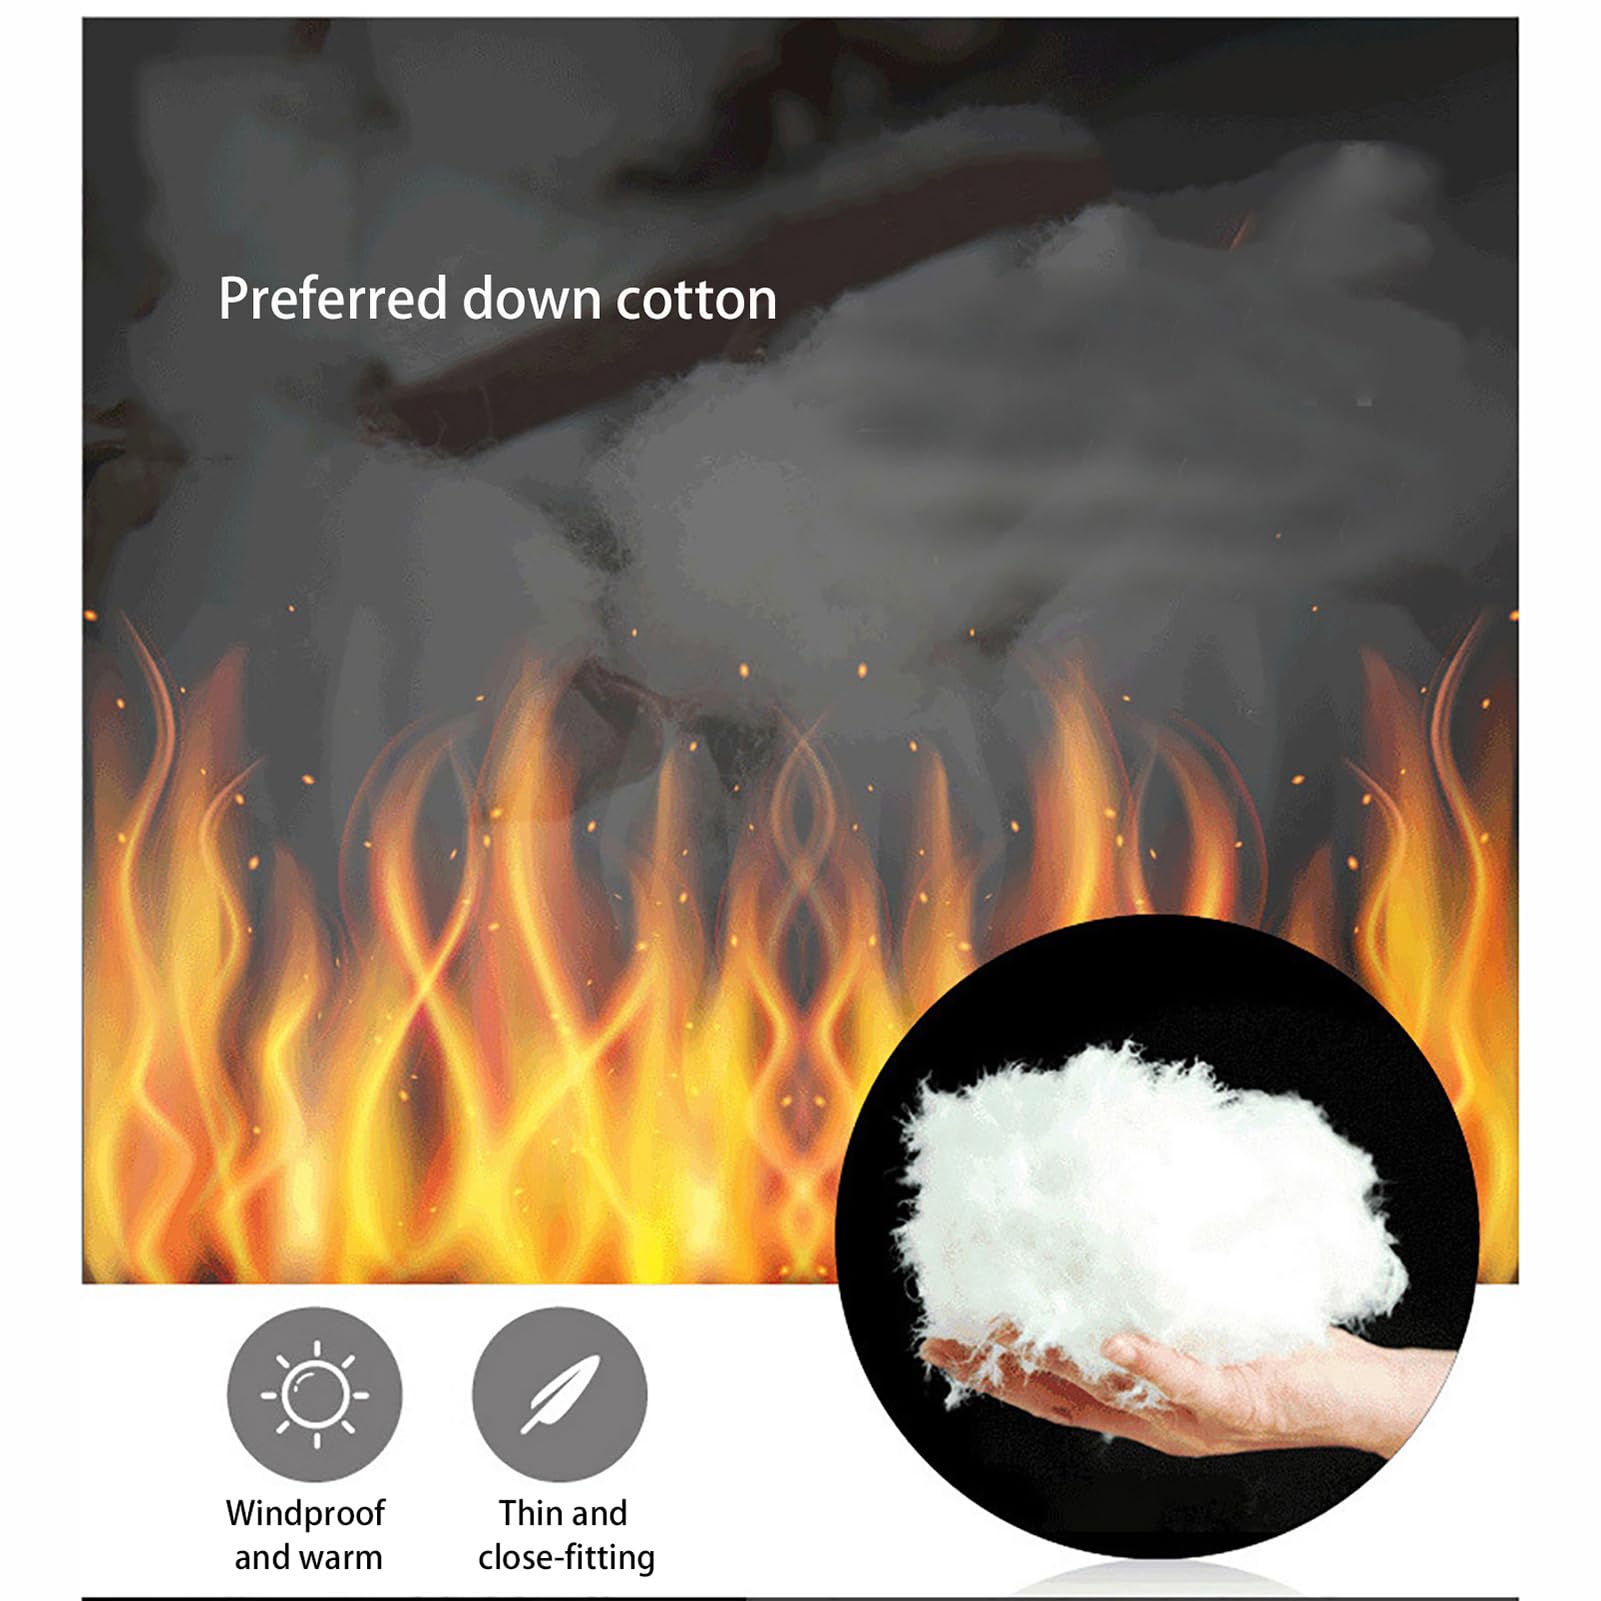 Preferred down cotton
Windproof
and warm
Thin and
close-fitting